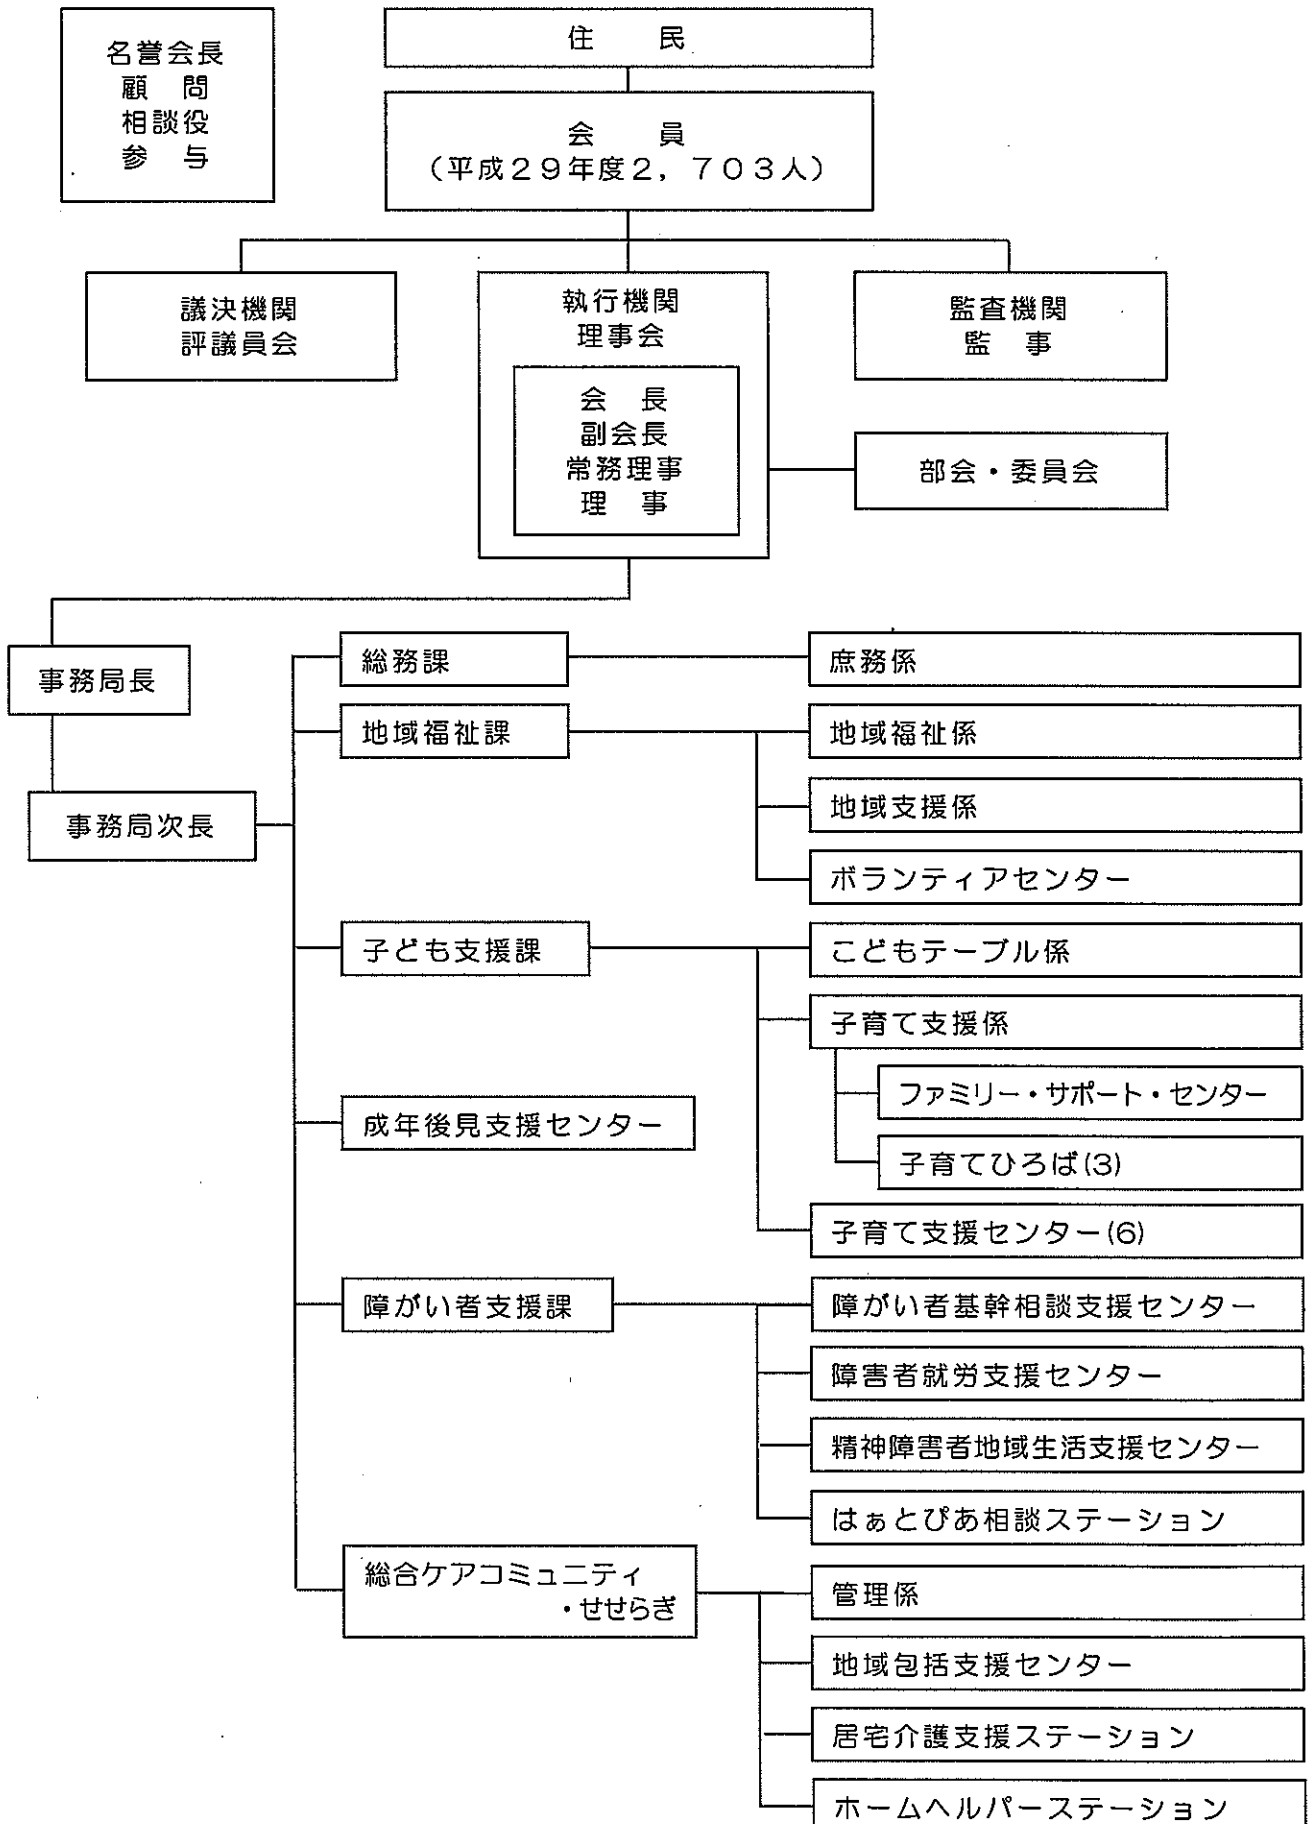 名誉会長
顧　問
相談役
参　与
住　　民
会　　員
（平成２９年度２，７０３人）
議決機関
評議員会
執行機関
理事会
会　長
副会長
常務理事
理　事
監査機関
監　事
部会・委員会
事務局長
事務局次長
総務課
庶務係
地域福祉課
地域福祉係
地域支援係
ボランティアセンター
子ども支援課
こどもテーブル係
子育て支援係
ファミリー・サポート・センター
子育てひろば(3)
子育て支援センター(6)
成年後見支援センター
障がい者支援課
障がい者基幹相談支援センター
障害者就労支援センター
精神障害者地域生活支援センター
はぁとぴあ相談ステーション
総合ケアコミュニティ
・せせらぎ
管理係
地域包括支援センター
居宅介護支援ステーション
ホームヘルパーステーション